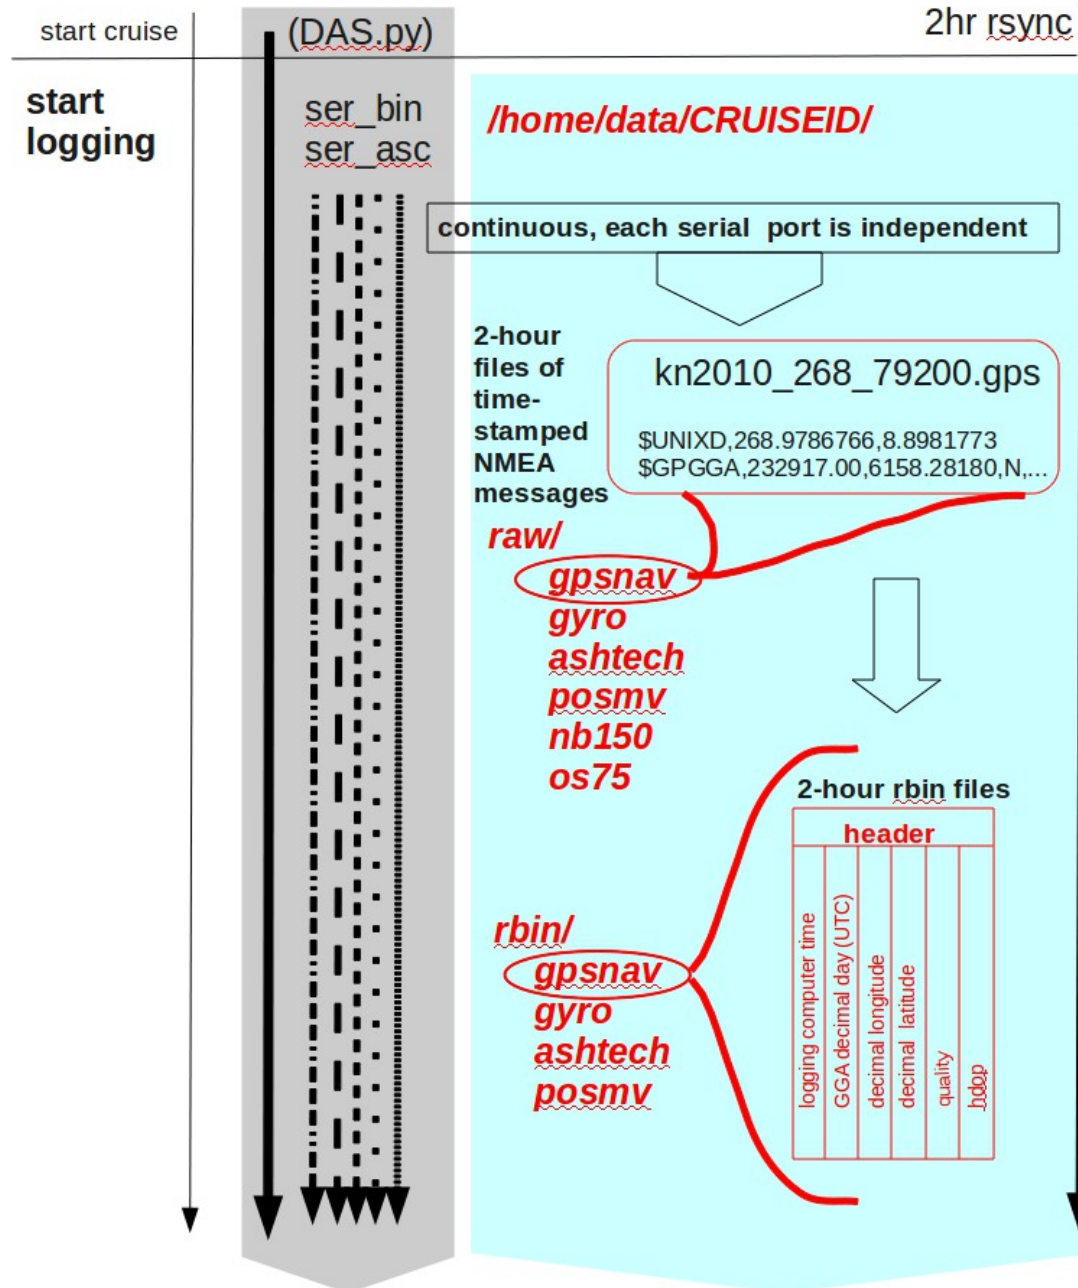 start cruise
(DAS.py)
2hr rsync
start
logging
ser_bin
ser_asc
/home/data/CRUISEID/
continuous, each serial port is independent
2-hour
files of
time-
stamped
NMEA
messages
kn2010_268_79200.gps
$UNIXD,268.9786766,8.8981773
$GPGGA,232917.00,6158.28180,N,...
raw/
gpsnav
gyro
ashtech
posmv
nb150
os75
2-hour rbin files
header
logging computer time
GGA decimal day (UTC)
decimal longitude
decimal latitude
quality
hdop
rbin/
gpsnav
gyro
ashtech
posmv